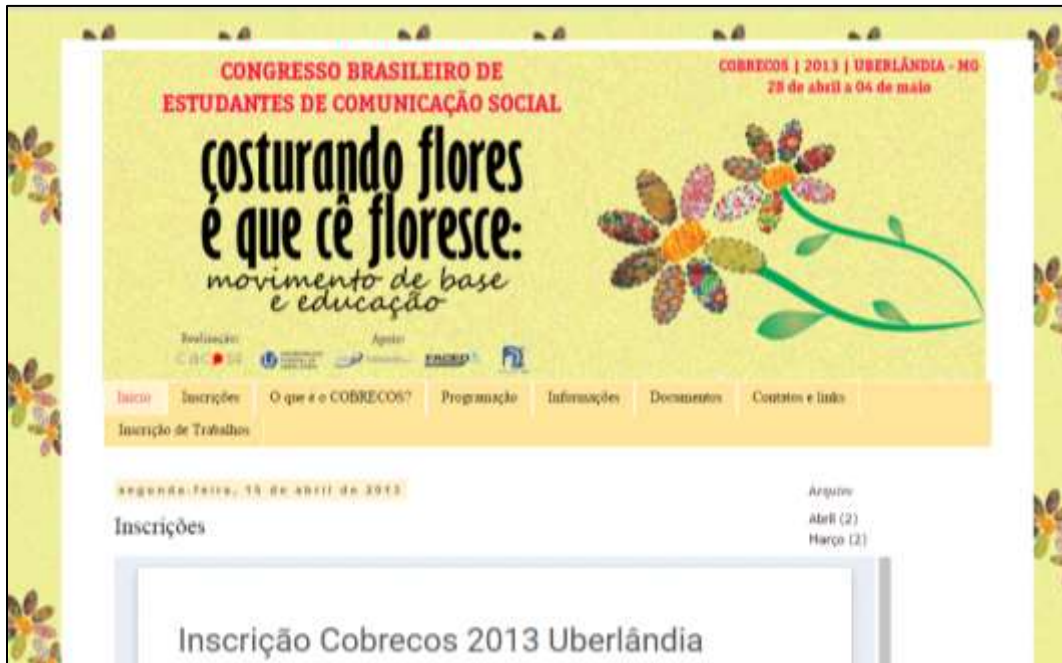 CONGRESSO BRASILEIRO DE
ESTUDANTES DE COMUNICAÇÃO SOCIAL
COBRECOS | 2013 | UBERLÂNDIA - MG
28 de abril a 04 de maio
costurando flores
é que cê floresce:
movimento de base
e educação
Realização:
Apoio:
FACED
Início
Inscrições
O que é o COBRECOS?
Programação
Informações
Documentos
Contatos e links
Inscrição de Trabalhos
segunda-feira, 15 de abril de 2013
Arquivo
Inscrições
Abril (2)
Março (2)
Inscrição Cobrecos 2013 Uberlândia